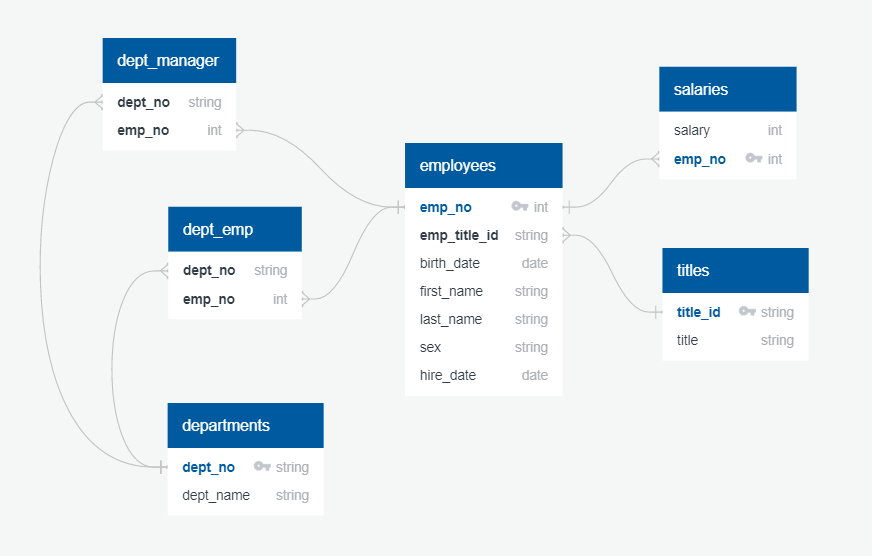 dept_manager
dept_no string
emp_no int
dept_emp
dept_no string
emp_no int
departments
dept_no string
dept_name string
employees
emp_no int
emp_title_id string
birth_date date
first_name string
last_name string
sex string
hire_date date
salaries
salary int
emp_no int
titles
title_id string
title string